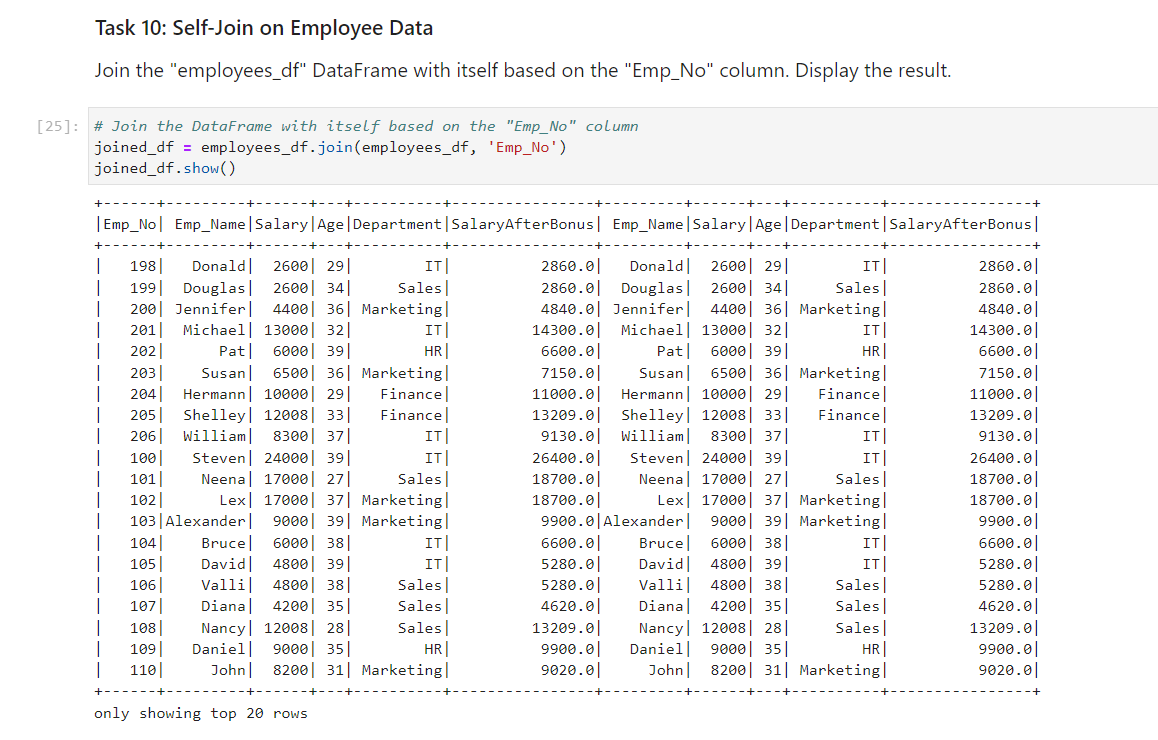 Task 10: Self-Join on Employee Data
Join the "employees_df" DataFrame with itself based on the "Emp_No" column. Display the result.
[25]: # Join the DataFrame with itself based on the "Emp_No" column
joined_df = employees_df.join(employees_df, 'Emp_No')
joined_df.show()
+------+---------+------+---+----------+----------------+---------+------+---+----------+----------------+
|Emp_No| Emp_Name|Salary|Age|Department|SalaryAfterBonus| Emp_Name|Salary|Age|Department|SalaryAfterBonus|
+------+---------+------+---+----------+----------------+---------+------+---+----------+----------------+
|   198|   Donald|  2600| 29|        IT|          2860.0|   Donald|  2600| 29|        IT|          2860.0|
|   199|  Douglas|  2600| 34|     Sales|          2860.0|  Douglas|  2600| 34|     Sales|          2860.0|
|   200| Jennifer|  4400| 36| Marketing|          4840.0| Jennifer|  4400| 36| Marketing|          4840.0|
|   201|  Michael| 13000| 32|        IT|         14300.0|  Michael| 13000| 32|        IT|         14300.0|
|   202|      Pat|  6000| 39|        HR|          6600.0|      Pat|  6000| 39|        HR|          6600.0|
|   203|    Susan|  6500| 36| Marketing|          7150.0|    Susan|  6500| 36| Marketing|          7150.0|
|   204|  Hermann| 10000| 29|   Finance|         11000.0|  Hermann| 10000| 29|   Finance|         11000.0|
|   205|  Shelley| 12008| 33|   Finance|         13209.0|  Shelley| 12008| 33|   Finance|         13209.0|
|   206|  William|  8300| 37|        IT|          9130.0|  William|  8300| 37|        IT|          9130.0|
|   100|   Steven| 24000| 39|        IT|         26400.0|   Steven| 24000| 39|        IT|         26400.0|
|   101|    Neena| 17000| 27|     Sales|         18700.0|    Neena| 17000| 27|     Sales|         18700.0|
|   102|      Lex| 17000| 37| Marketing|         18700.0|      Lex| 17000| 37| Marketing|         18700.0|
|   103|Alexander|  9000| 39| Marketing|          9900.0|Alexander|  9000| 39| Marketing|          9900.0|
|   104|    Bruce|  6000| 38|        IT|          6600.0|    Bruce|  6000| 38|        IT|          6600.0|
|   105|    David|  4800| 39|        IT|          5280.0|    David|  4800| 39|        IT|          5280.0|
|   106|    Valli|  4800| 38|     Sales|          5280.0|    Valli|  4800| 38|     Sales|          5280.0|
|   107|    Diana|  4200| 35|     Sales|          4620.0|    Diana|  4200| 35|     Sales|          4620.0|
|   108|    Nancy| 12008| 28|     Sales|         13209.0|    Nancy| 12008| 28|     Sales|         13209.0|
|   109|   Daniel|  9000| 35|        HR|          9900.0|   Daniel|  9000| 35|        HR|          9900.0|
|   110|     John|  8200| 31| Marketing|          9020.0|     John|  8200| 31| Marketing|          9020.0|
+------+---------+------+---+----------+----------------+---------+------+---+----------+----------------+
only showing top 20 rows